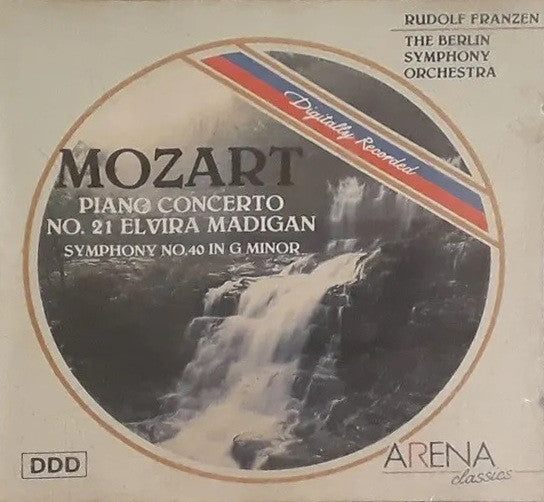 RUDOLF FRANZEN
THE BERLIN
SYMPHONY
ORCHESTRA
Digitally Recorded
MOZART
PIANO CONCERTO
NO. 21 ELVIRA MADIGAN
SYMPHONY NO.40 IN G MINOR
DDD
ARENA
classics